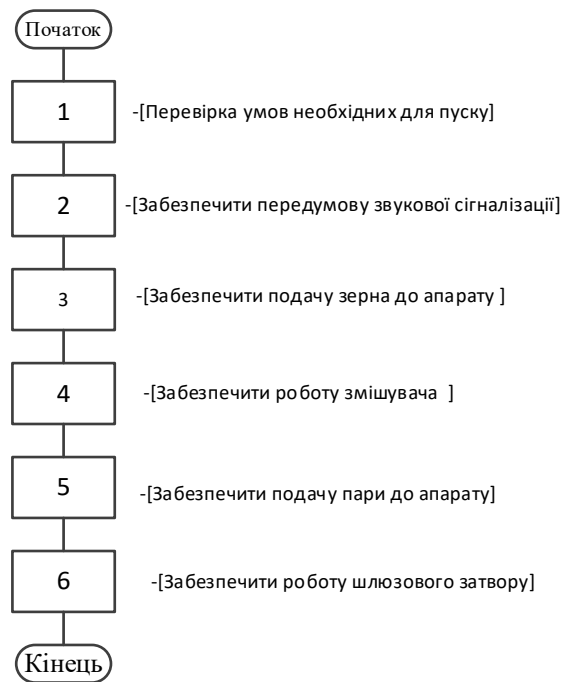 Початок
1 -[Перевірка умов необхідних для пуску]
2 -[Забезпечити передумову звукової сігналізації]
3 -[Забезпечити подачу зерна до апарату ]
4 -[Забезпечити роботу змішувача ]
5 -[Забезпечити подачу пари до апарату]
6 -[Забезпечити роботу шлюзового затвору]
Кінець